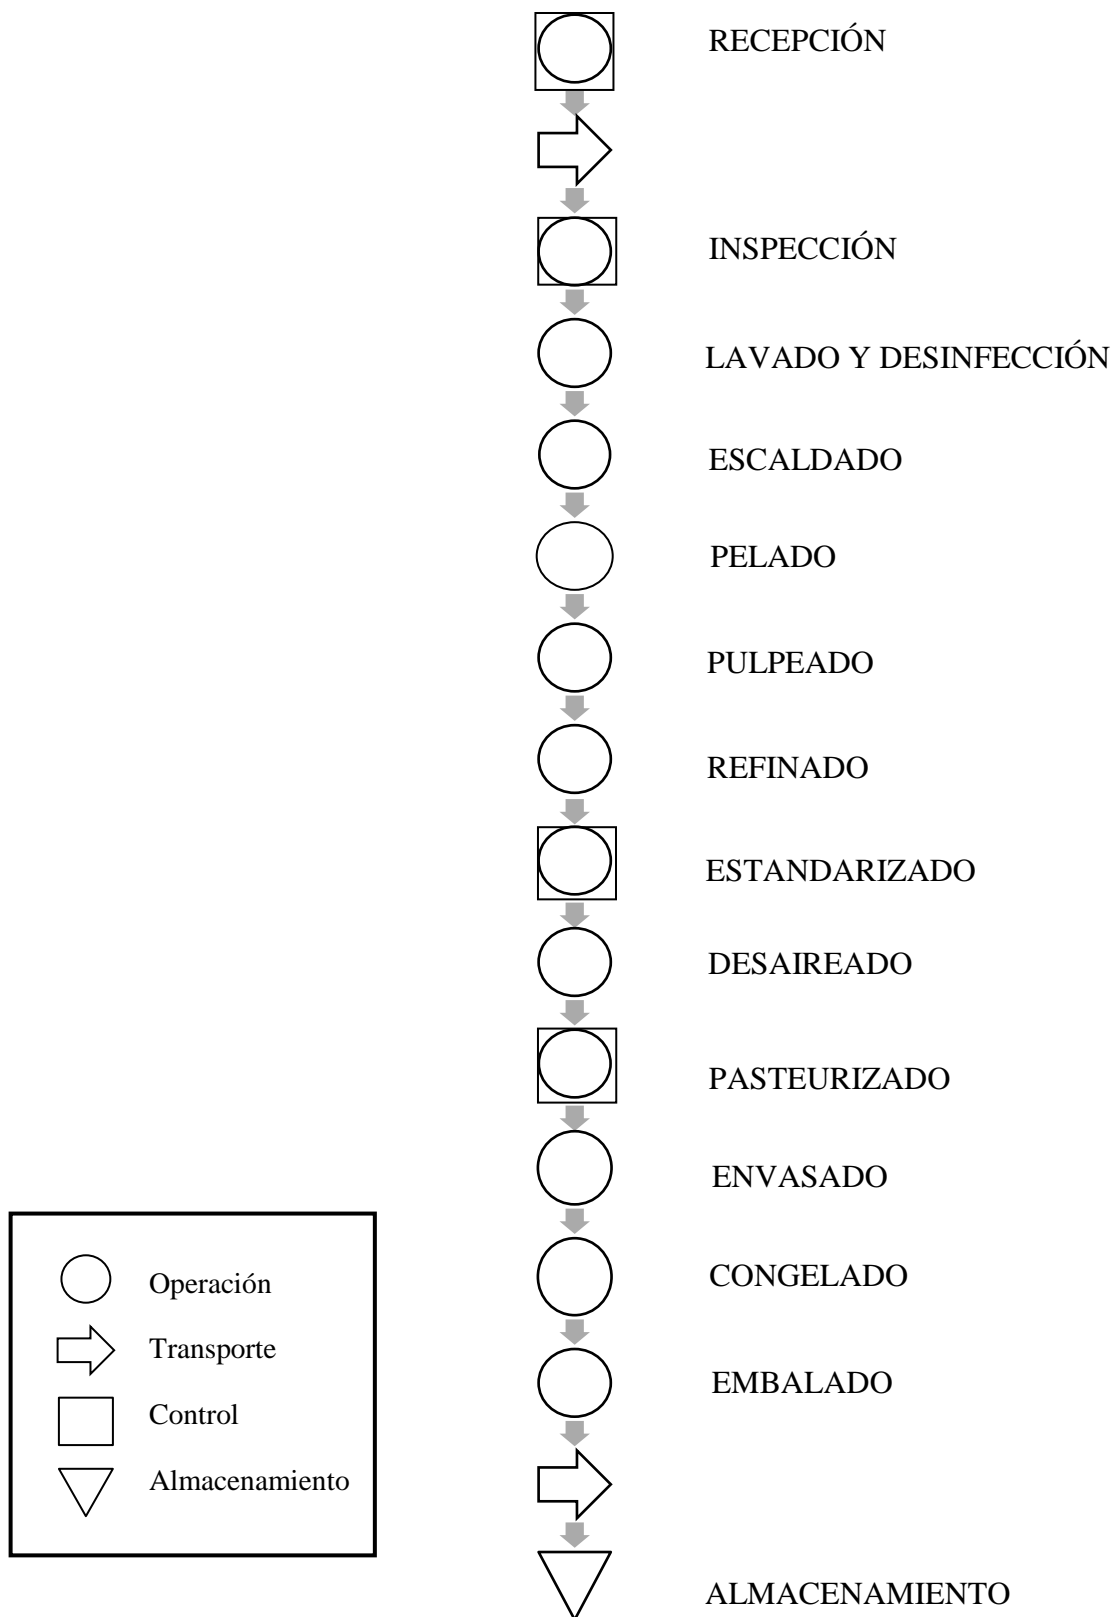 RECEPCIÓN
INSPECCIÓN
LAVADO Y DESINFECCIÓN
ESCALDADO
PELADO
PULPEADO
REFINADO
ESTANDARIZADO
DESAIREADO
PASTEURIZADO
ENVASADO
CONGELADO
EMBALADO
ALMACENAMIENTO
Operación
Transporte
Control
Almacenamiento